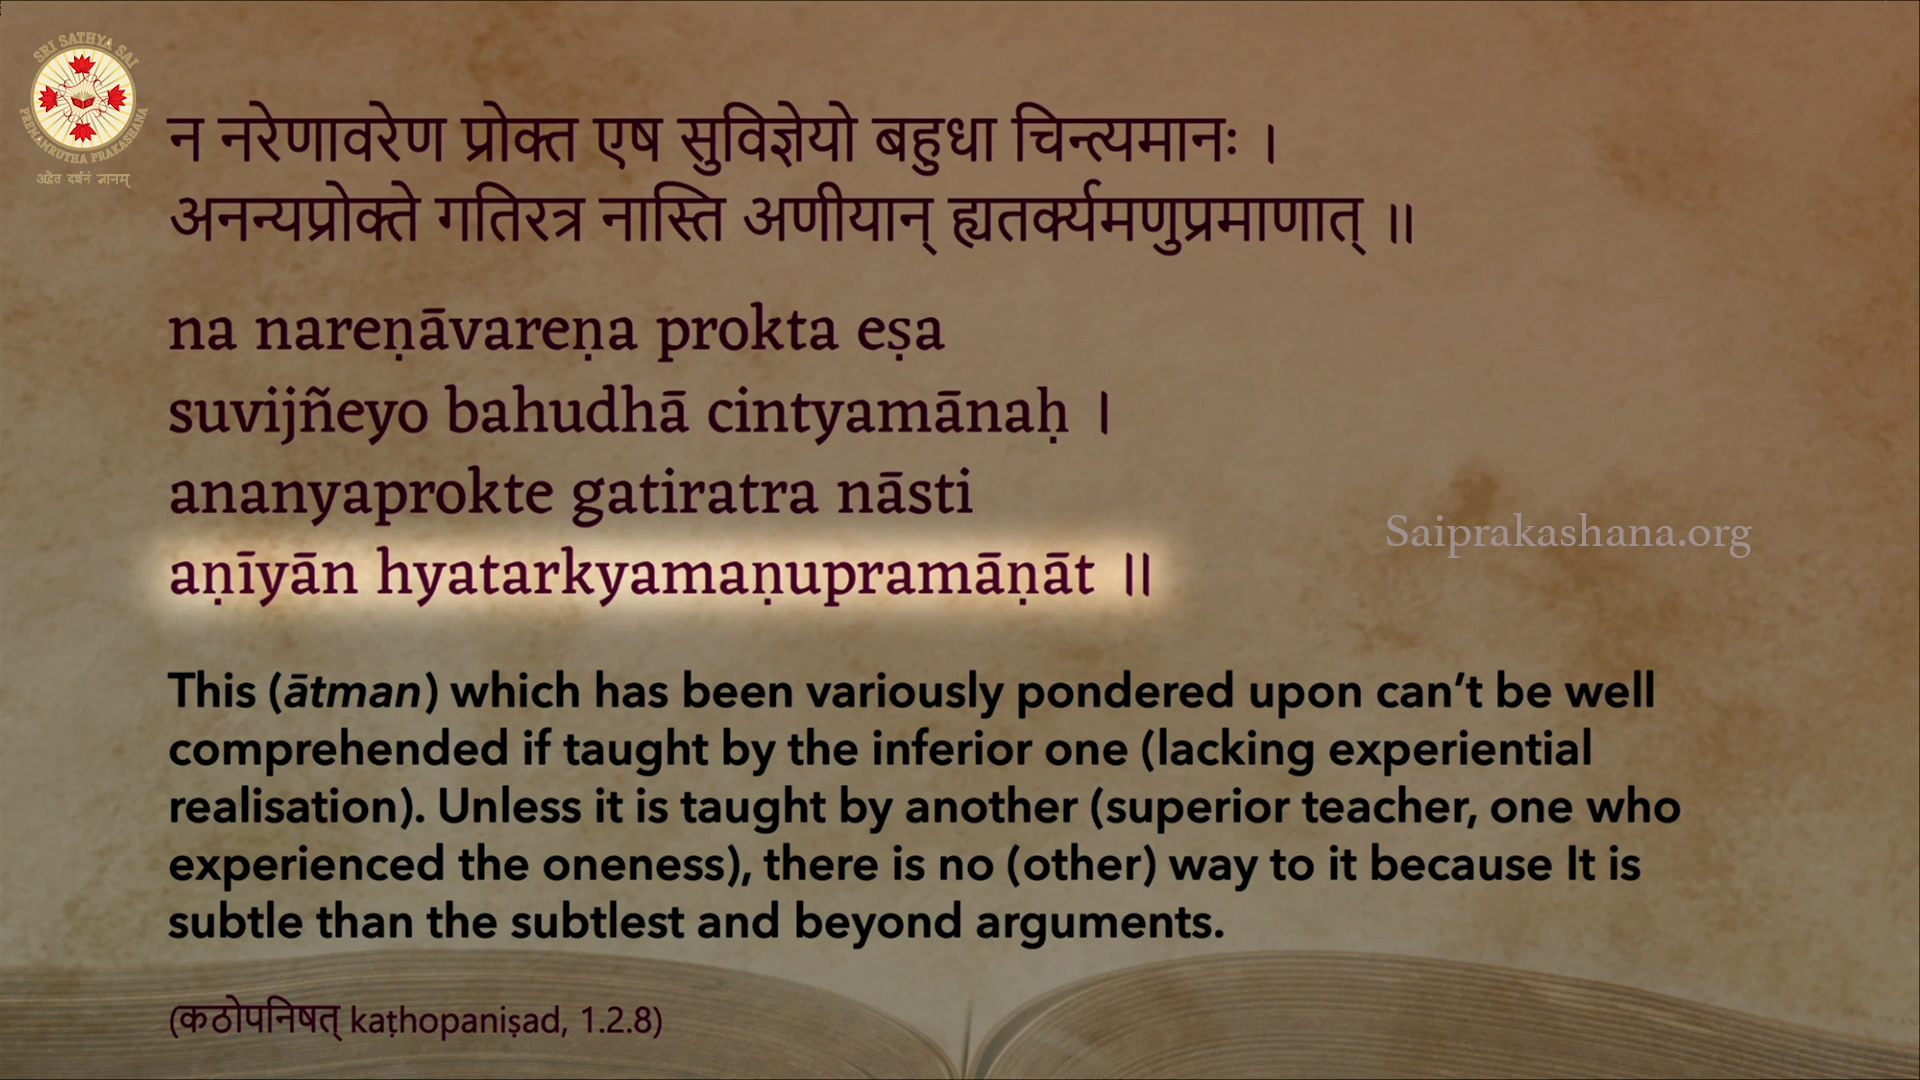 SRI SATHYA SAI
PREMAMRUTHA PRAKASHANA
अद्वैत दर्शनं ज्ञानम्
न नरेणावरेण प्रोक्त एष सुविज्ञेयो बहुधा चिन्त्यमानः ।
अनन्यप्रोक्ते गतिरत्र नास्ति अणीयान् ह्यतर्क्यमणुप्रमाणात् ॥
na nareṇāvareṇa prokta eṣa
suvijñeyo bahudhā cintyamānaḥ ।
ananyaprokte gatiratra nāsti
Saiprakashana.org
aṇīyān hyatarkyamaṇupramāṇāt ॥
This (ātman) which has been variously pondered upon can’t be well
comprehended if taught by the inferior one (lacking experiential
realisation). Unless it is taught by another (superior teacher, one who
experienced the oneness), there is no (other) way to it because It is
subtle than the subtlest and beyond arguments.
(कठोपनिषत् kaṭhopaniṣad, 1.2.8)